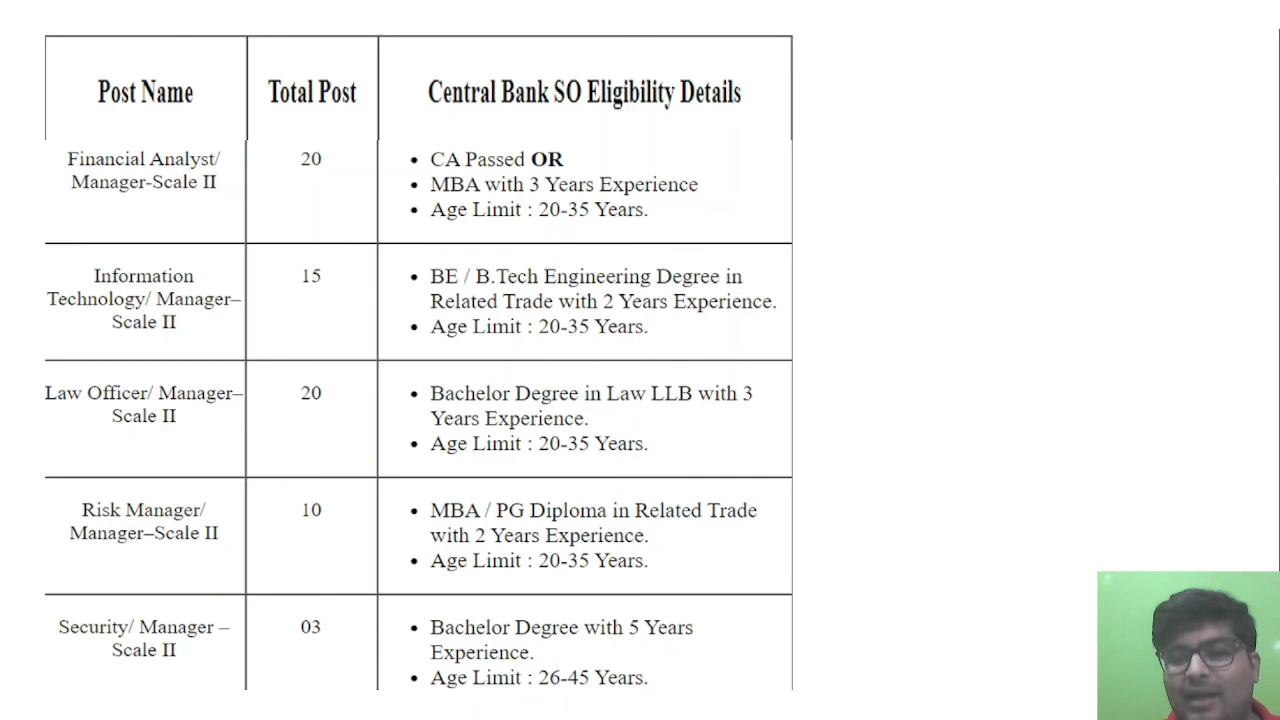 Post Name
Total Post
Central Bank SO Eligibility Details
Financial Analyst/
Manager-Scale II
20
• CA Passed OR
• MBA with 3 Years Experience
• Age Limit : 20-35 Years.
Information
Technology/ Manager–
Scale II
15
• BE / B.Tech Engineering Degree in
Related Trade with 2 Years Experience.
• Age Limit : 20-35 Years.
Law Officer/ Manager–
Scale II
20
• Bachelor Degree in Law LLB with 3
Years Experience.
• Age Limit : 20-35 Years.
Risk Manager/
Manager–Scale II
10
• MBA / PG Diploma in Related Trade
with 2 Years Experience.
• Age Limit : 20-35 Years.
Security/ Manager –
Scale II
03
• Bachelor Degree with 5 Years
Experience.
• Age Limit : 26-45 Years.